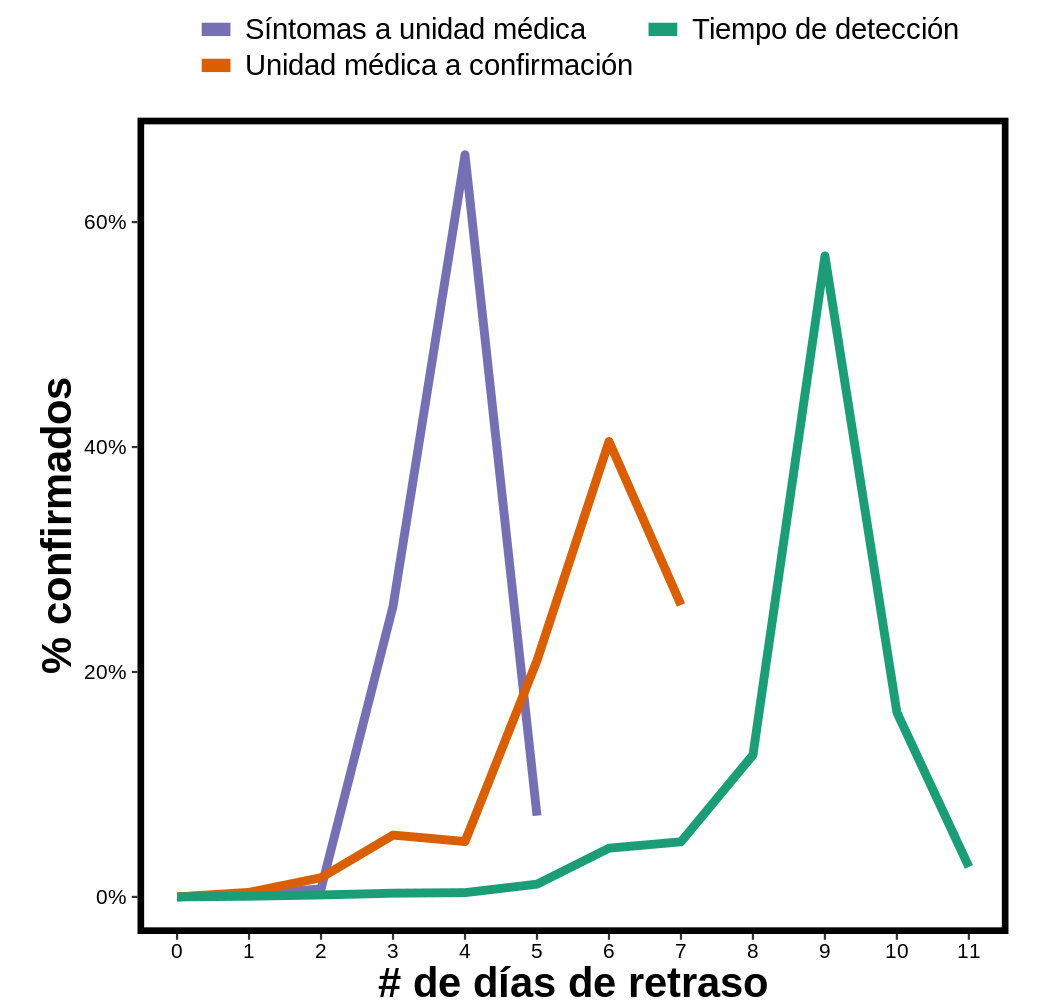 Síntomas a unidad médica
Tiempo de detección
Unidad médica a confirmación
60%
40%
20%
0%
% confirmados
0 1 2 3 4 5 6 7 8 9 10 11
# de días de retraso